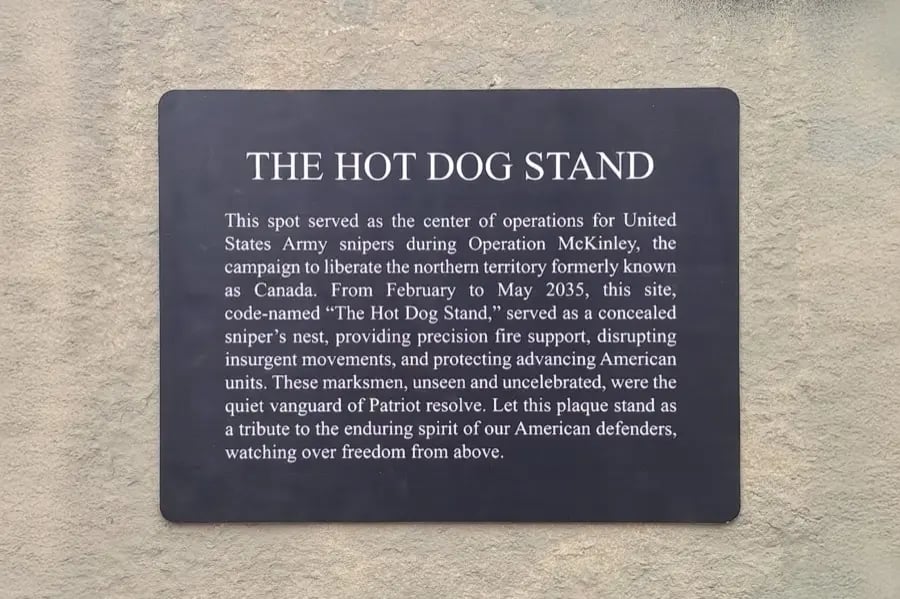 THE HOT DOG STAND
This spot served as the center of operations for United
States Army snipers during Operation McKinley, the
campaign to liberate the northern territory formerly known
as Canada. From February to May 2035, this site,
code-named “The Hot Dog Stand,” served as a concealed
sniper’s nest, providing precision fire support, disrupting
insurgent movements, and protecting advancing American
units. These marksmen, unseen and uncelebrated, were the
quiet vanguard of Patriot resolve. Let this plaque stand as
a tribute to the enduring spirit of our American defenders,
watching over freedom from above.